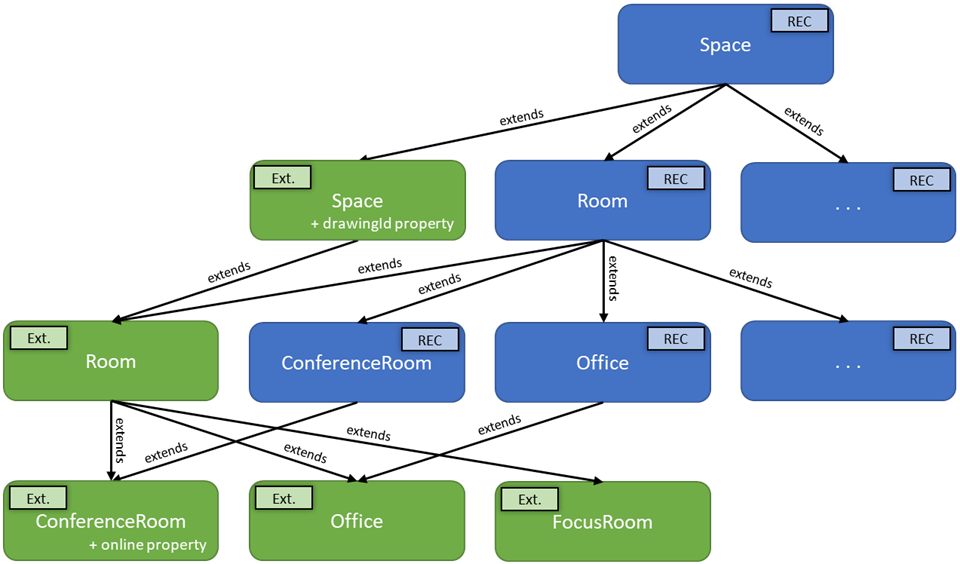 REC
Space
extends
extends
extends
Ext.
Space
+ drawingId property
REC
Room
REC
. . .
extends
extends
extends
extends
extends
Ext.
Room
REC
ConferenceRoom
REC
Office
REC
. . .
extends
extends
extends
extends
extends
Ext.
ConferenceRoom
+ online property
Ext.
Office
Ext.
FocusRoom